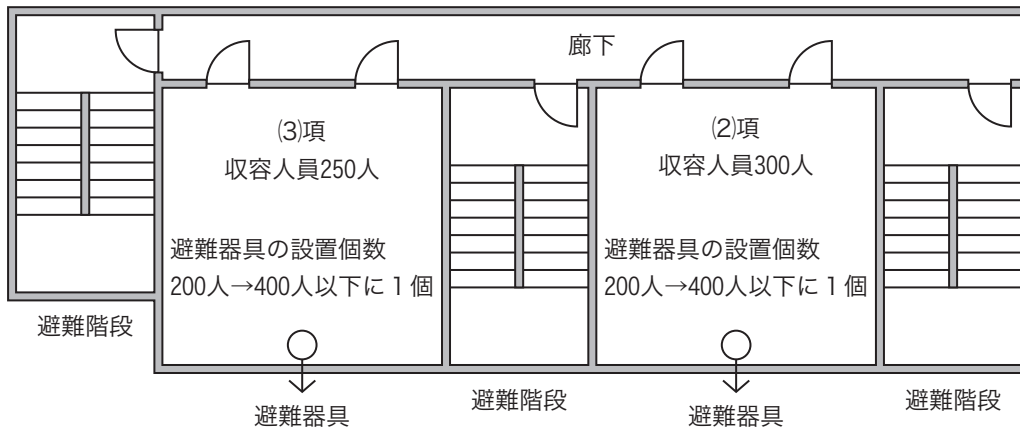 廊下
⑶項
収容人員250人
避難器具の設置個数
200人→400人以下に1個
⑵項
収容人員300人
避難器具の設置個数
200人→400人以下に1個
避難階段
避難器具
避難階段
避難器具
避難階段